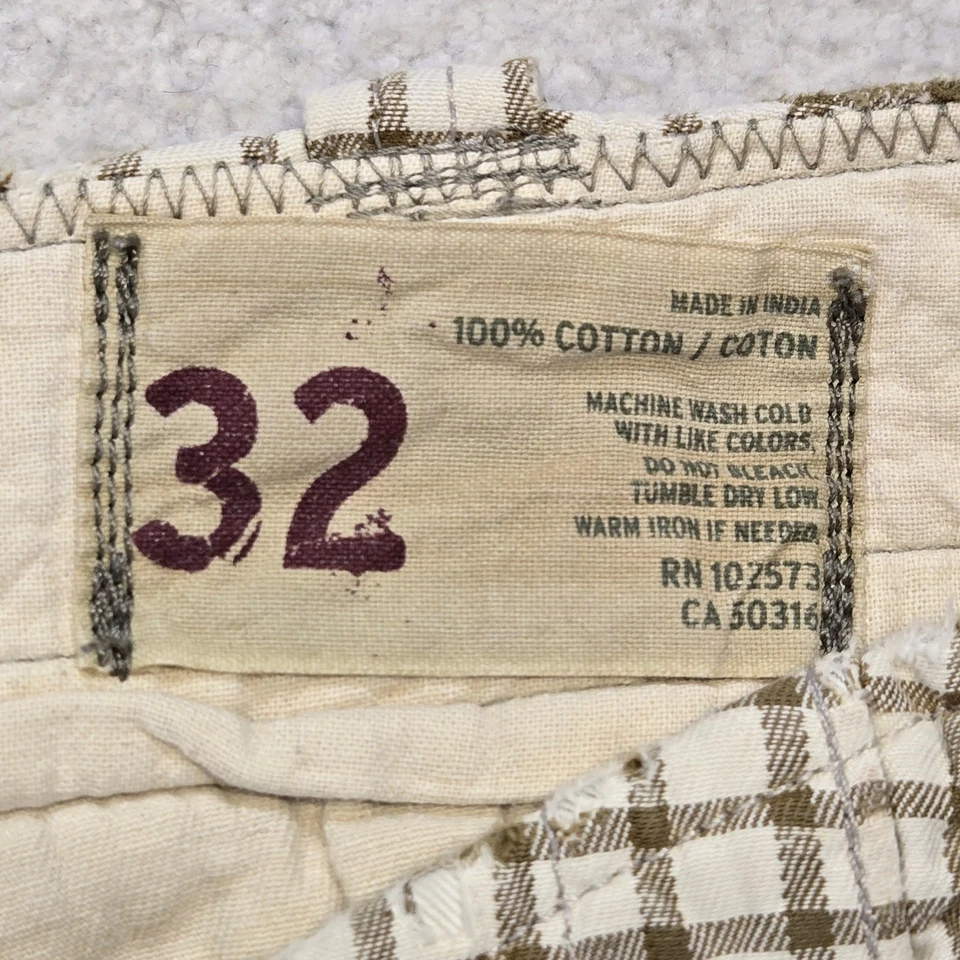 32
MADE IN INDIA
100% COTTON / COTON
MACHINE WASH COLD
WITH LIKE COLORS.
DO NOT BLEACH.
TUMBLE DRY LOW
WARM IRON IF NEEDED
RN 102573
CA 50316